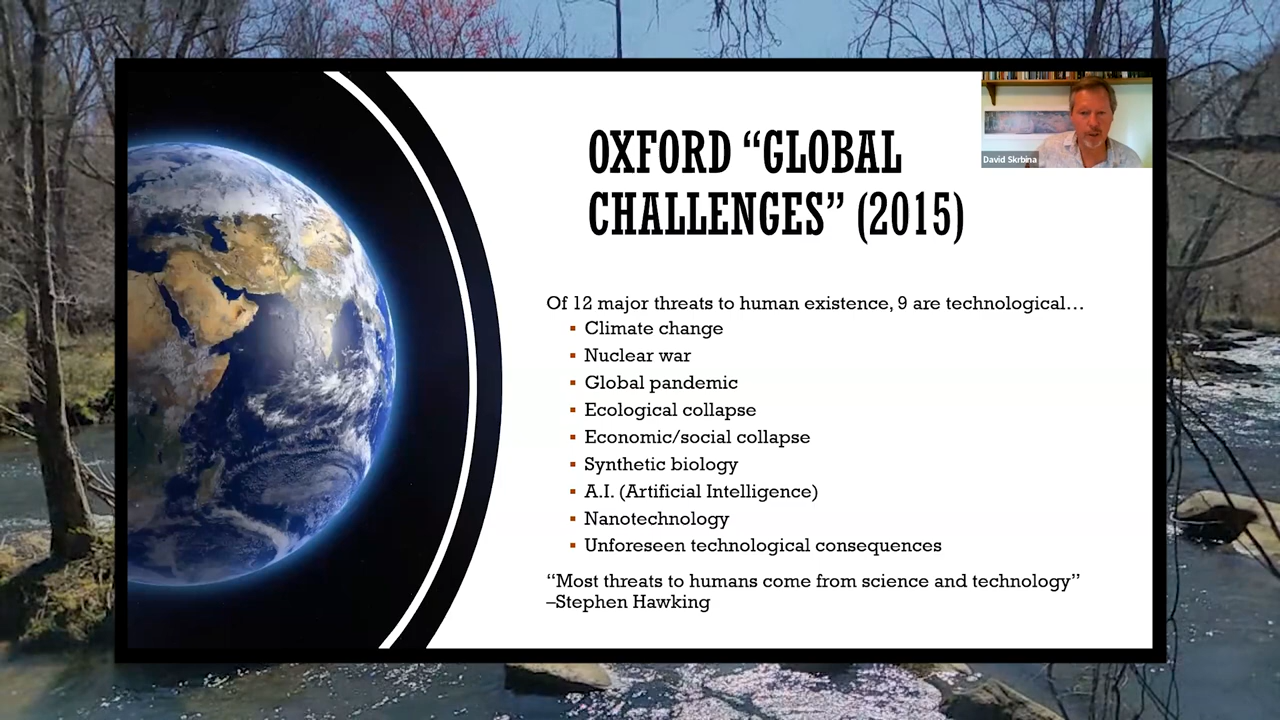 OXFORD “GLOBAL
CHALLENGES” (2015)
David Skrbina
Of 12 major threats to human existence, 9 are technological…
▪ Climate change
▪ Nuclear war
▪ Global pandemic
▪ Ecological collapse
▪ Economic/social collapse
▪ Synthetic biology
▪ A.I. (Artificial Intelligence)
▪ Nanotechnology
▪ Unforeseen technological consequences
“Most threats to humans come from science and technology”
–Stephen Hawking